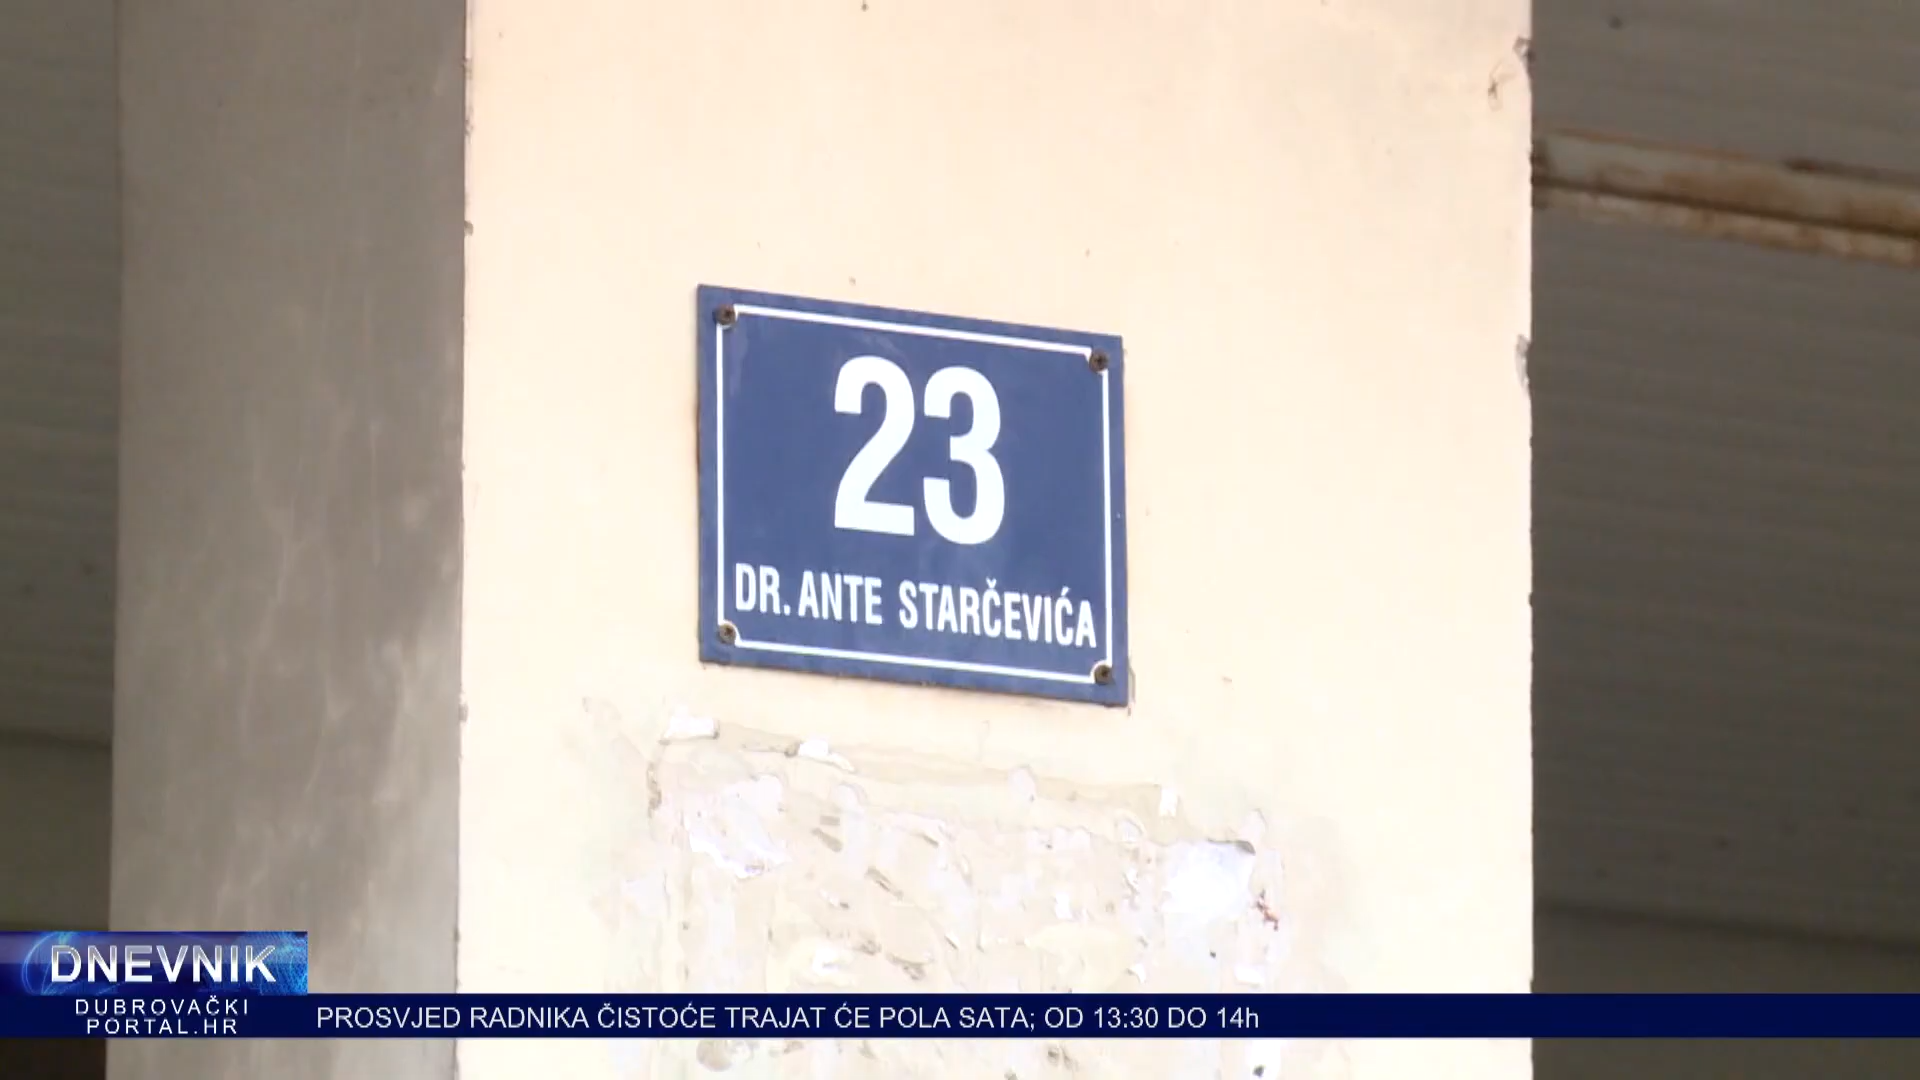 23
DR. ANTE STARČEVIĆA
DNEVNIK
DUBROVAČKI
PORTAL.HR
PROSVJED RADNIKA ČISTOĆE TRAJAT ĆE POLA SATA; OD 13:30 DO 14h